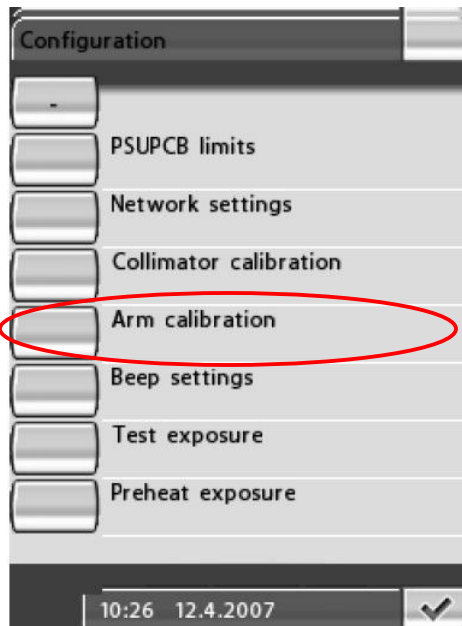 Configuration
-
PSUPCB limits
Network settings
Collimator calibration
Arm calibration
Beep settings
Test exposure
Preheat exposure
10:26 12.4.2007